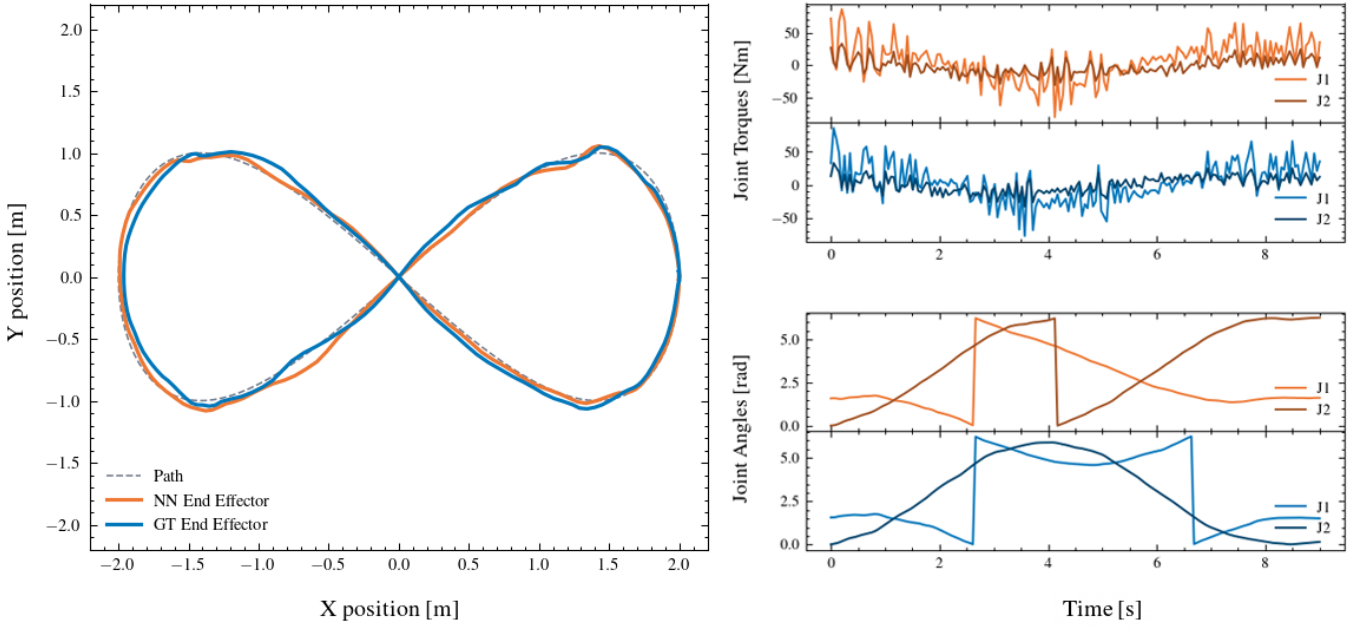 2.0
1.5
1.0
0.5
0.0
−0.5
−1.0
−1.5
−2.0
Y position [m]
Path
NN End Effector
GT End Effector
−2.0 −1.5 −1.0 −0.5 0.0 0.5 1.0 1.5 2.0
X position [m]
50
0
−50
J1
J2
Joint Torques [Nm]
50
0
−50
J1
J2
0 2 4 6 8
5.0
2.5
0.0
J1
J2
Joint Angles [rad]
5.0
2.5
0.0
J1
J2
0 2 4 6 8
Time [s]